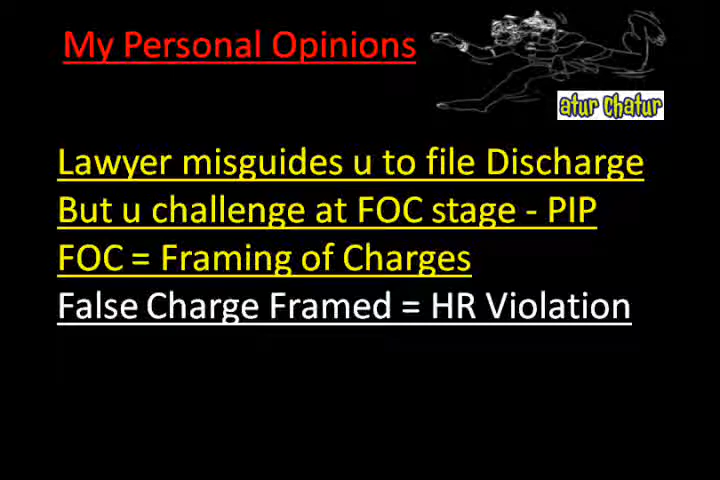 My Personal Opinions
atur chatur
Lawyer misguides u to file Discharge
But u challenge at FOC stage - PIP
FOC = Framing of Charges
False Charge Framed = HR Violation